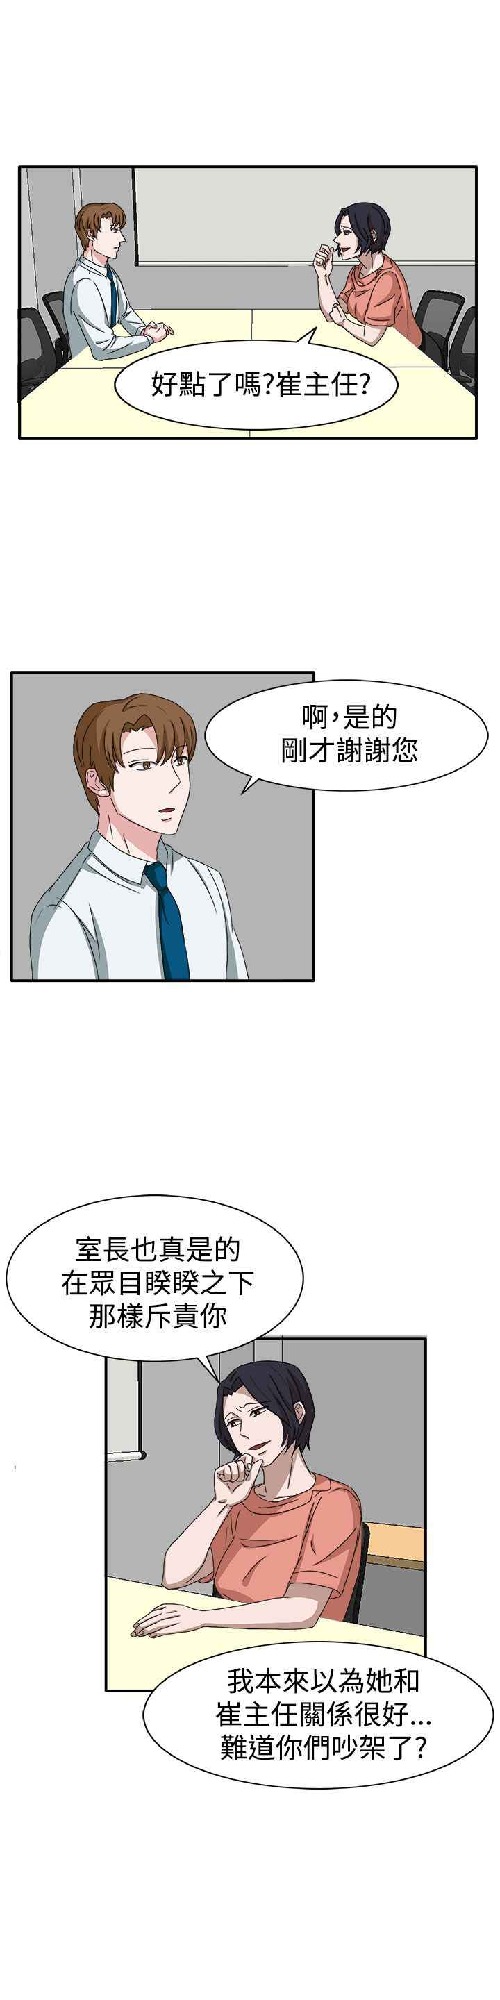 好點了嗎?崔主任?
啊,是的
剛才謝謝您
室長也真是的
在眾目睽睽之下
那樣斥責你
我本來以為她和
崔主任關係很好...
難道你們吵架了?